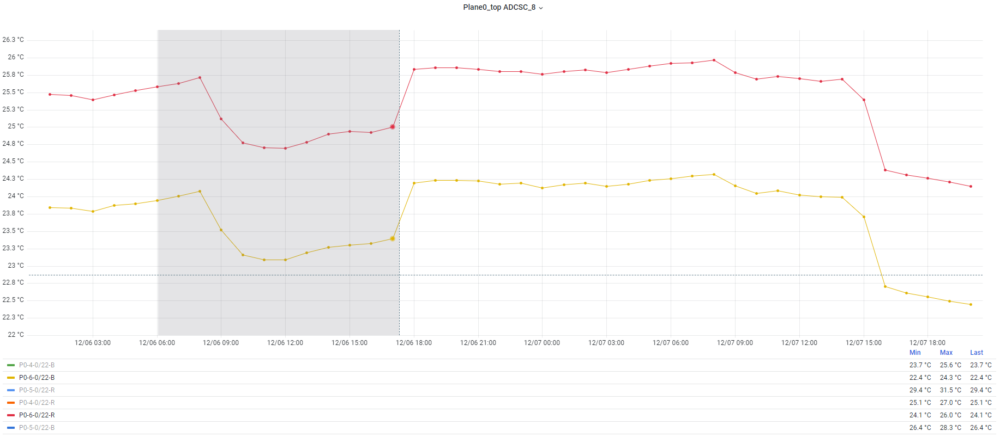 Plane0_top ADCSC_8
26.3 °C
26 °C
25.8 °C
25.5 °C
25.3 °C
25 °C
24.8 °C
24.5 °C
24.3 °C
24 °C
23.8 °C
23.5 °C
23.3 °C
23 °C
22.8 °C
22.5 °C
22.3 °C
22 °C
12/06 03:00 12/06 06:00 12/06 09:00 12/06 12:00 12/06 15:00 12/06 18:00 12/06 21:00 12/07 00:00 12/07 03:00 12/07 06:00 12/07 09:00 12/07 12:00 12/07 15:00 12/07 18:00
Min Max Last
P0-4-0/22-B 23.7 °C 25.6 °C 23.7 °C
P0-6-0/22-B 22.4 °C 24.3 °C 22.4 °C
P0-5-0/22-R 29.4 °C 31.5 °C 29.4 °C
P0-4-0/22-R 25.1 °C 27.0 °C 25.1 °C
P0-6-0/22-R 24.1 °C 26.0 °C 24.1 °C
P0-5-0/22-B 26.4 °C 28.3 °C 26.4 °C